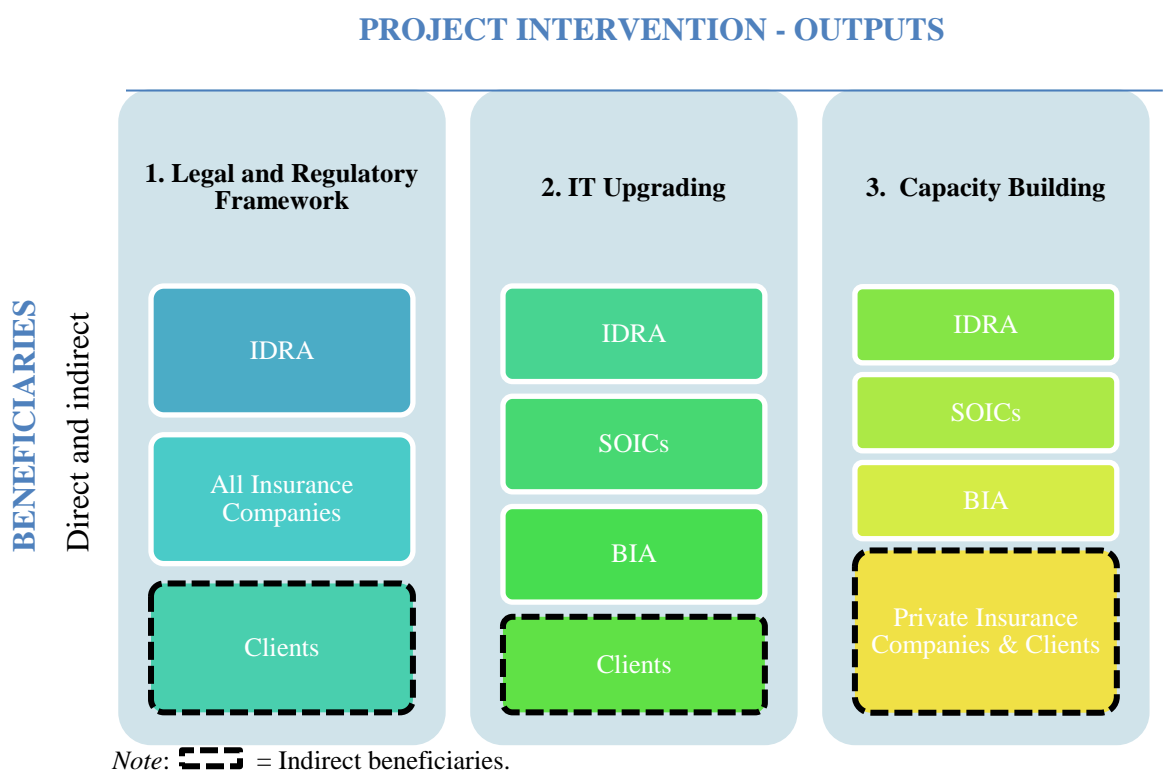 PROJECT INTERVENTION - OUTPUTS
BENEFICIARIES
Direct and indirect
1. Legal and Regulatory
Framework
IDRA
All Insurance
Companies
Clients
2. IT Upgrading
IDRA
SOICs
BIA
Clients
3. Capacity Building
IDRA
SOICs
BIA
Private Insurance
Companies & Clients
Note: = Indirect beneficiaries.